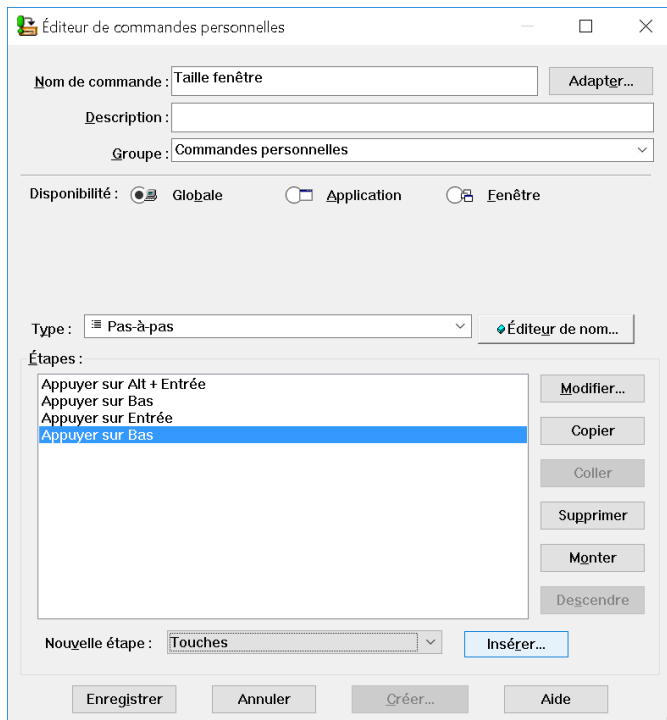 Éditeur de commandes personnelles
Nom de commande : Taille fenêtre Adapter...
Description :
Groupe : Commandes personnelles
Disponibilité : Globale Application Fenêtre
Type : Pas-à-pas Éditeur de nom...
Étapes :
Appuyer sur Alt + Entrée
Appuyer sur Bas
Appuyer sur Entrée
Appuyer sur Bas
Modifier...
Copier
Coller
Supprimer
Monter
Descendre
Nouvelle étape : Touches Insérer...
Enregistrer Annuler Créer... Aide